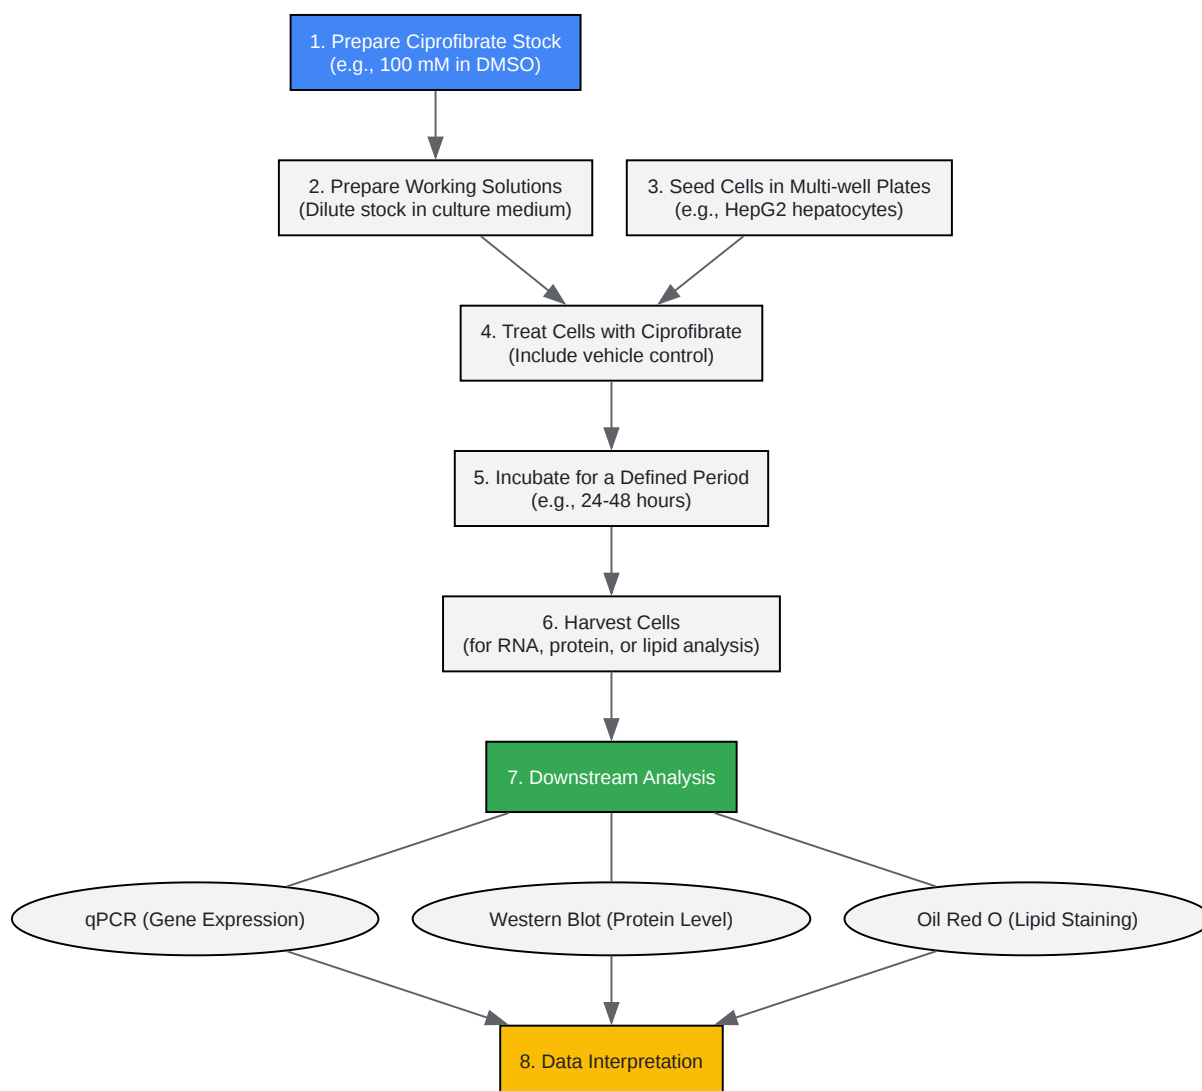 1. Prepare Ciprofibrate Stock
(e.g., 100 mM in DMSO)
2. Prepare Working Solutions
(Dilute stock in culture medium)
3. Seed Cells in Multi-well Plates
(e.g., HepG2 hepatocytes)
4. Treat Cells with Ciprofibrate
(Include vehicle control)
5. Incubate for a Defined Period
(e.g., 24-48 hours)
6. Harvest Cells
(for RNA, protein, or lipid analysis)
7. Downstream Analysis
qPCR (Gene Expression)
Western Blot (Protein Level)
Oil Red O (Lipid Staining)
8. Data Interpretation